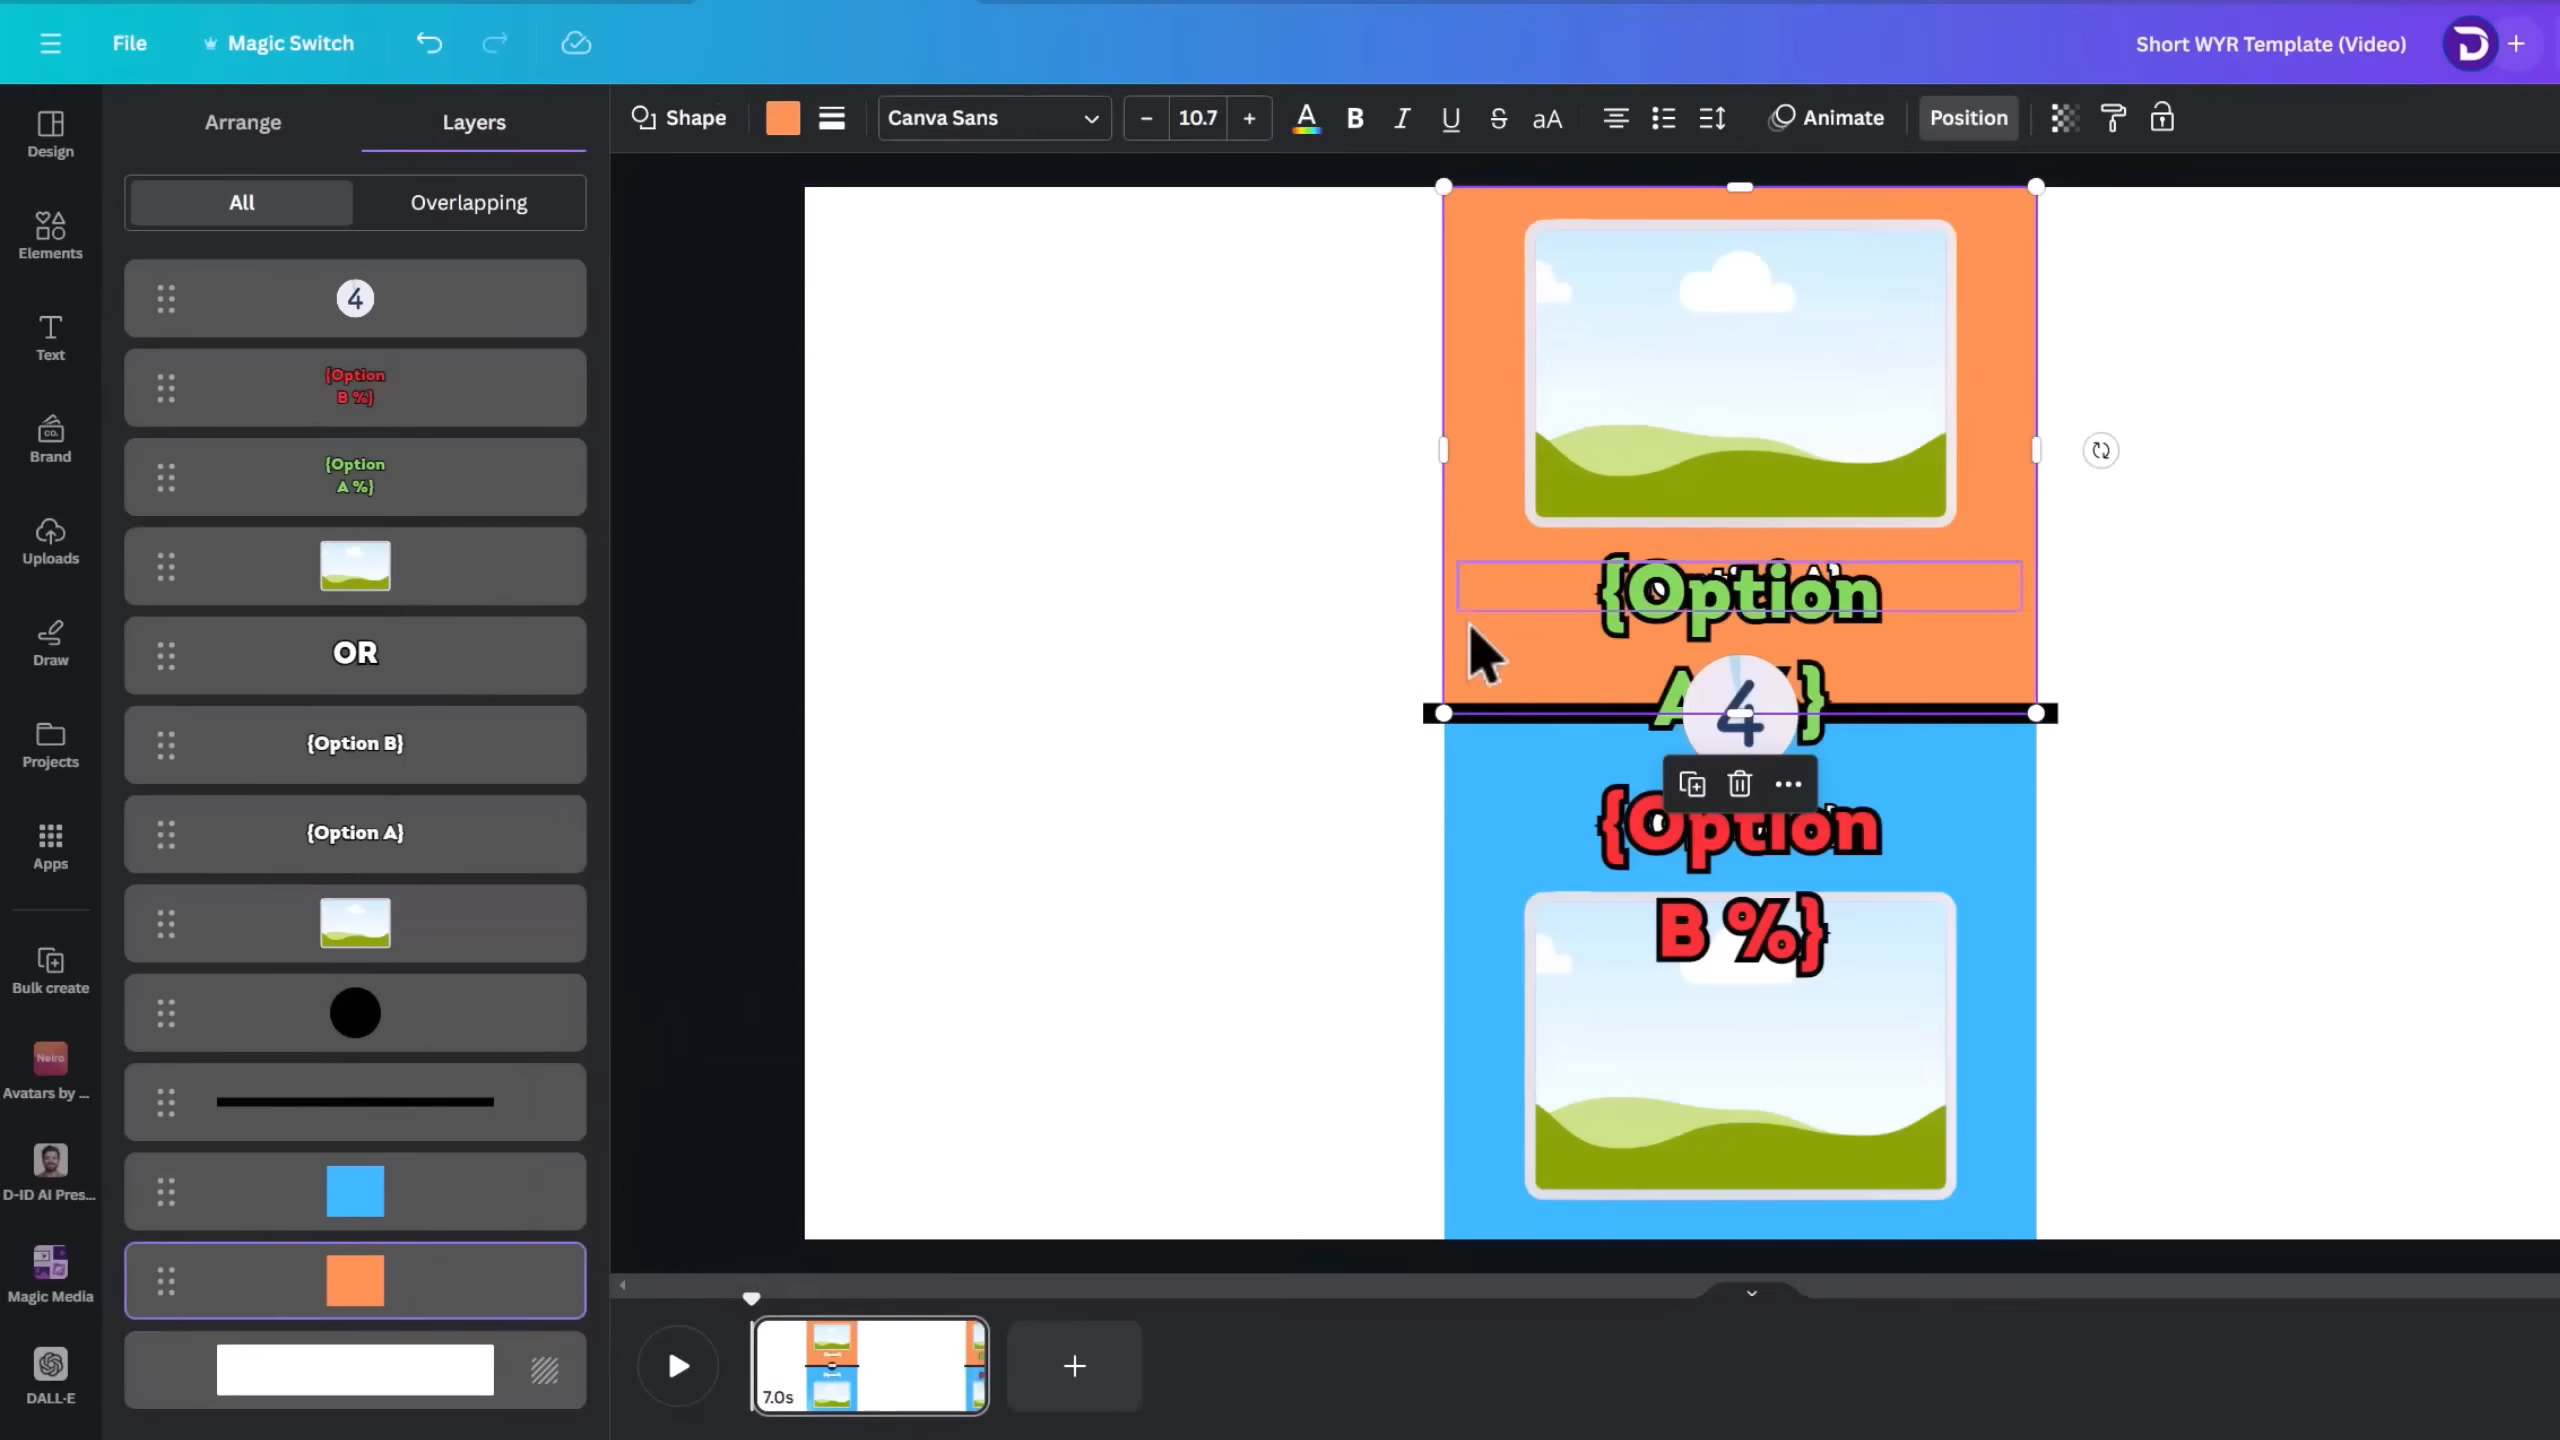 File
Magic Switch
Short WYR Template (Video)
Design
Elements
Text
Brand
Uploads
Draw
Projects
Apps
Bulk create
Avatars by ...
D-ID AI Pres...
Magic Media
DALL·E
CO.
Neiro
Arrange
Layers
All
Overlapping
4
{Option
B %}
{Option
A %}
OR
{Option B}
{Option A}
Shape
Canva Sans
10.7
A
B
I
U
S
aA
Animate
Position
{Option
A %}
4
{Option
B %}
7.0s